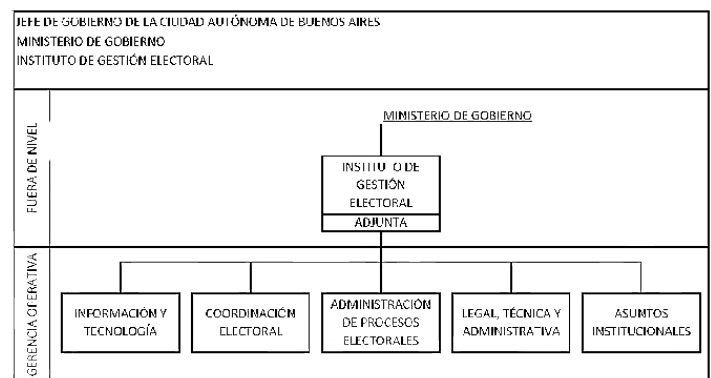 JEFE DE GOBIERNO DE LA CIUDAD AUTÓNOMA DE BUENOS AIRES
MINISTERIO DE GOBIERNO
INSTITUTO DE GESTIÓN ELECTORAL
FUERA DE NIVEL
MINISTERIO DE GOBIERNO
INSTITUTO DE
GESTIÓN
ELECTORAL
ADJUNTA
GERENCIA OPERATIVA
INFORMACIÓN Y
TECNOLOGÍA
COORDINACIÓN
ELECTORAL
ADMINISTRACIÓN
DE PROCESOS
ELECTORALES
LEGAL, TÉCNICA Y
ADMINISTRATIVA
ASUNTOS
INSTITUCIONALES